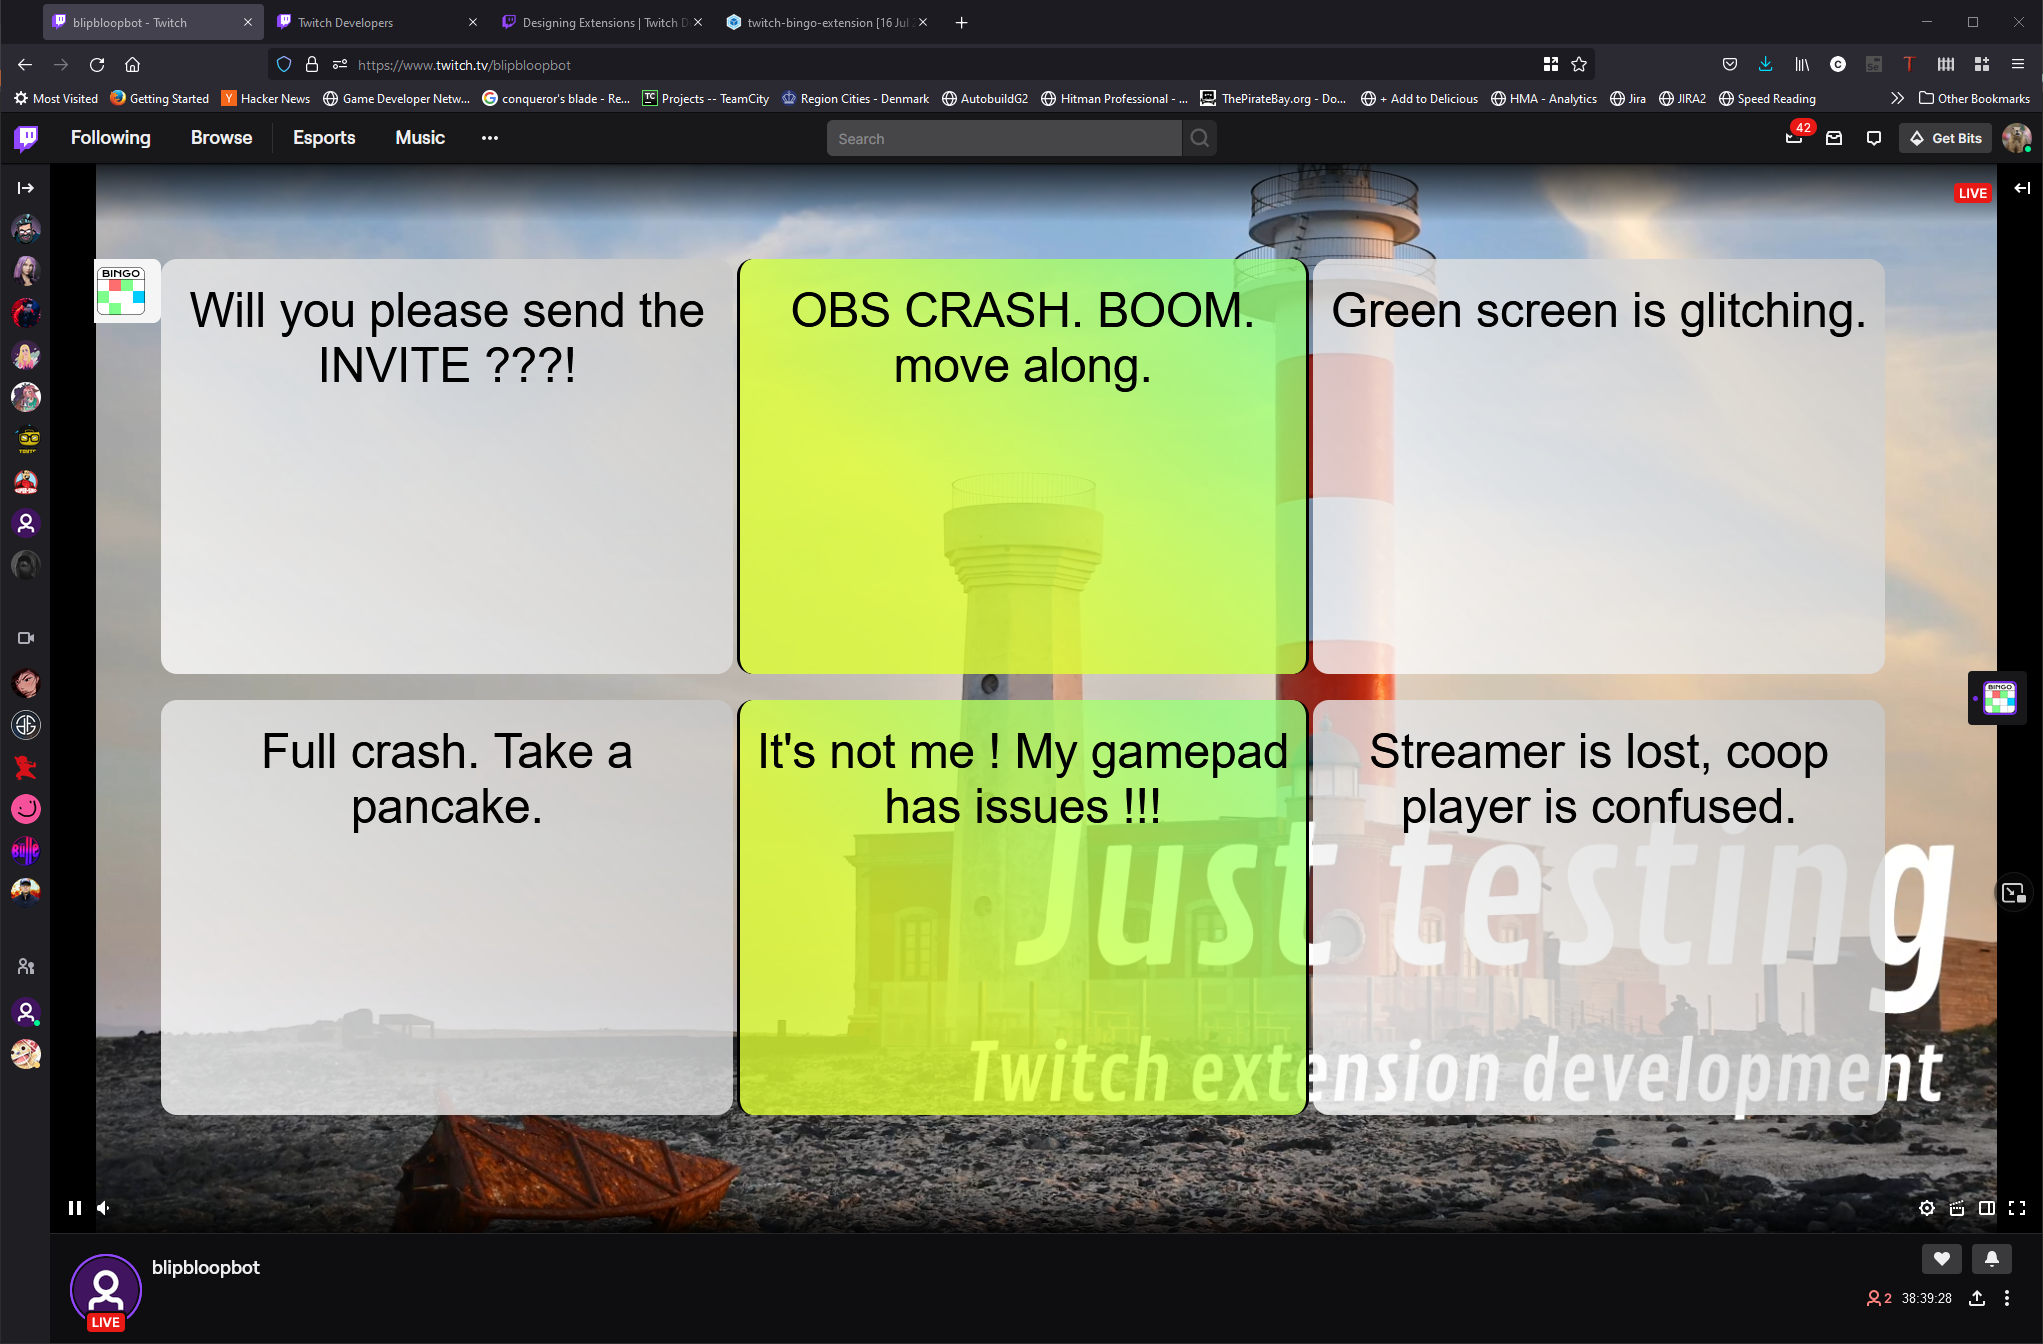 blipbloopbot - Twitch
Twitch Developers
Designing Extensions | Twitch D
twitch-bingo-extension [16 Jul
https://www.twitch.tv/blipbloopbot
Most Visited
Getting Started
Hacker News
Game Developer Netw...
conqueror's blade - Re...
Projects -- TeamCity
Region Cities - Denmark
AutobuildG2
Hitman Professional - ...
ThePirateBay.org - Do...
+ Add to Delicious
HMA - Analytics
Jira
JIRA2
Speed Reading
Other Bookmarks
Following
Browse
Esports
Music
Search
42
Get Bits
LIVE
BINGO
Will you please send the
INVITE ???!
OBS CRASH. BOOM.
move along.
Green screen is glitching.
BINGO
Full crash. Take a
pancake.
It's not me ! My gamepad
has issues !!!
Streamer is lost, coop
player is confused.
Just testing
Twitch extension development
blipbloopbot
LIVE
2
38:39:28